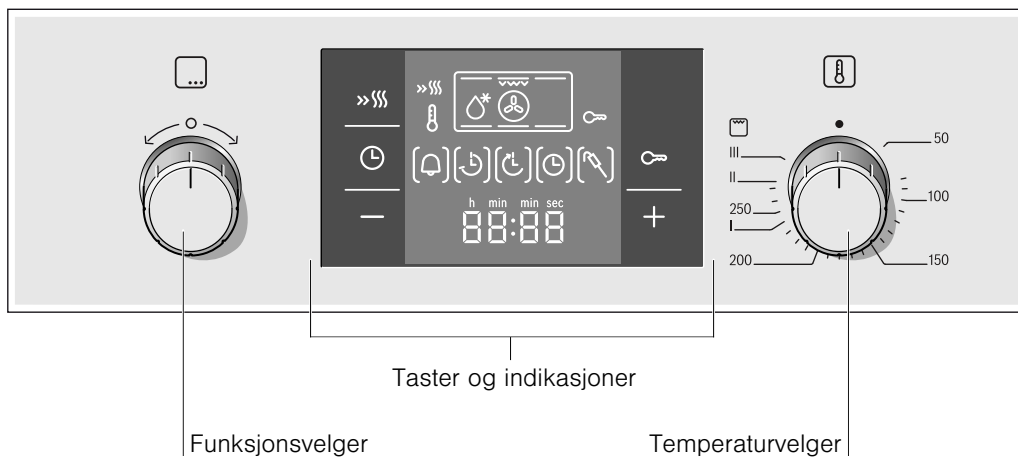 h min min sec
88:88
50
III
II
100
250
I
200
150
Taster og indikasjoner
Funksjonsvelger
Temperaturvelger